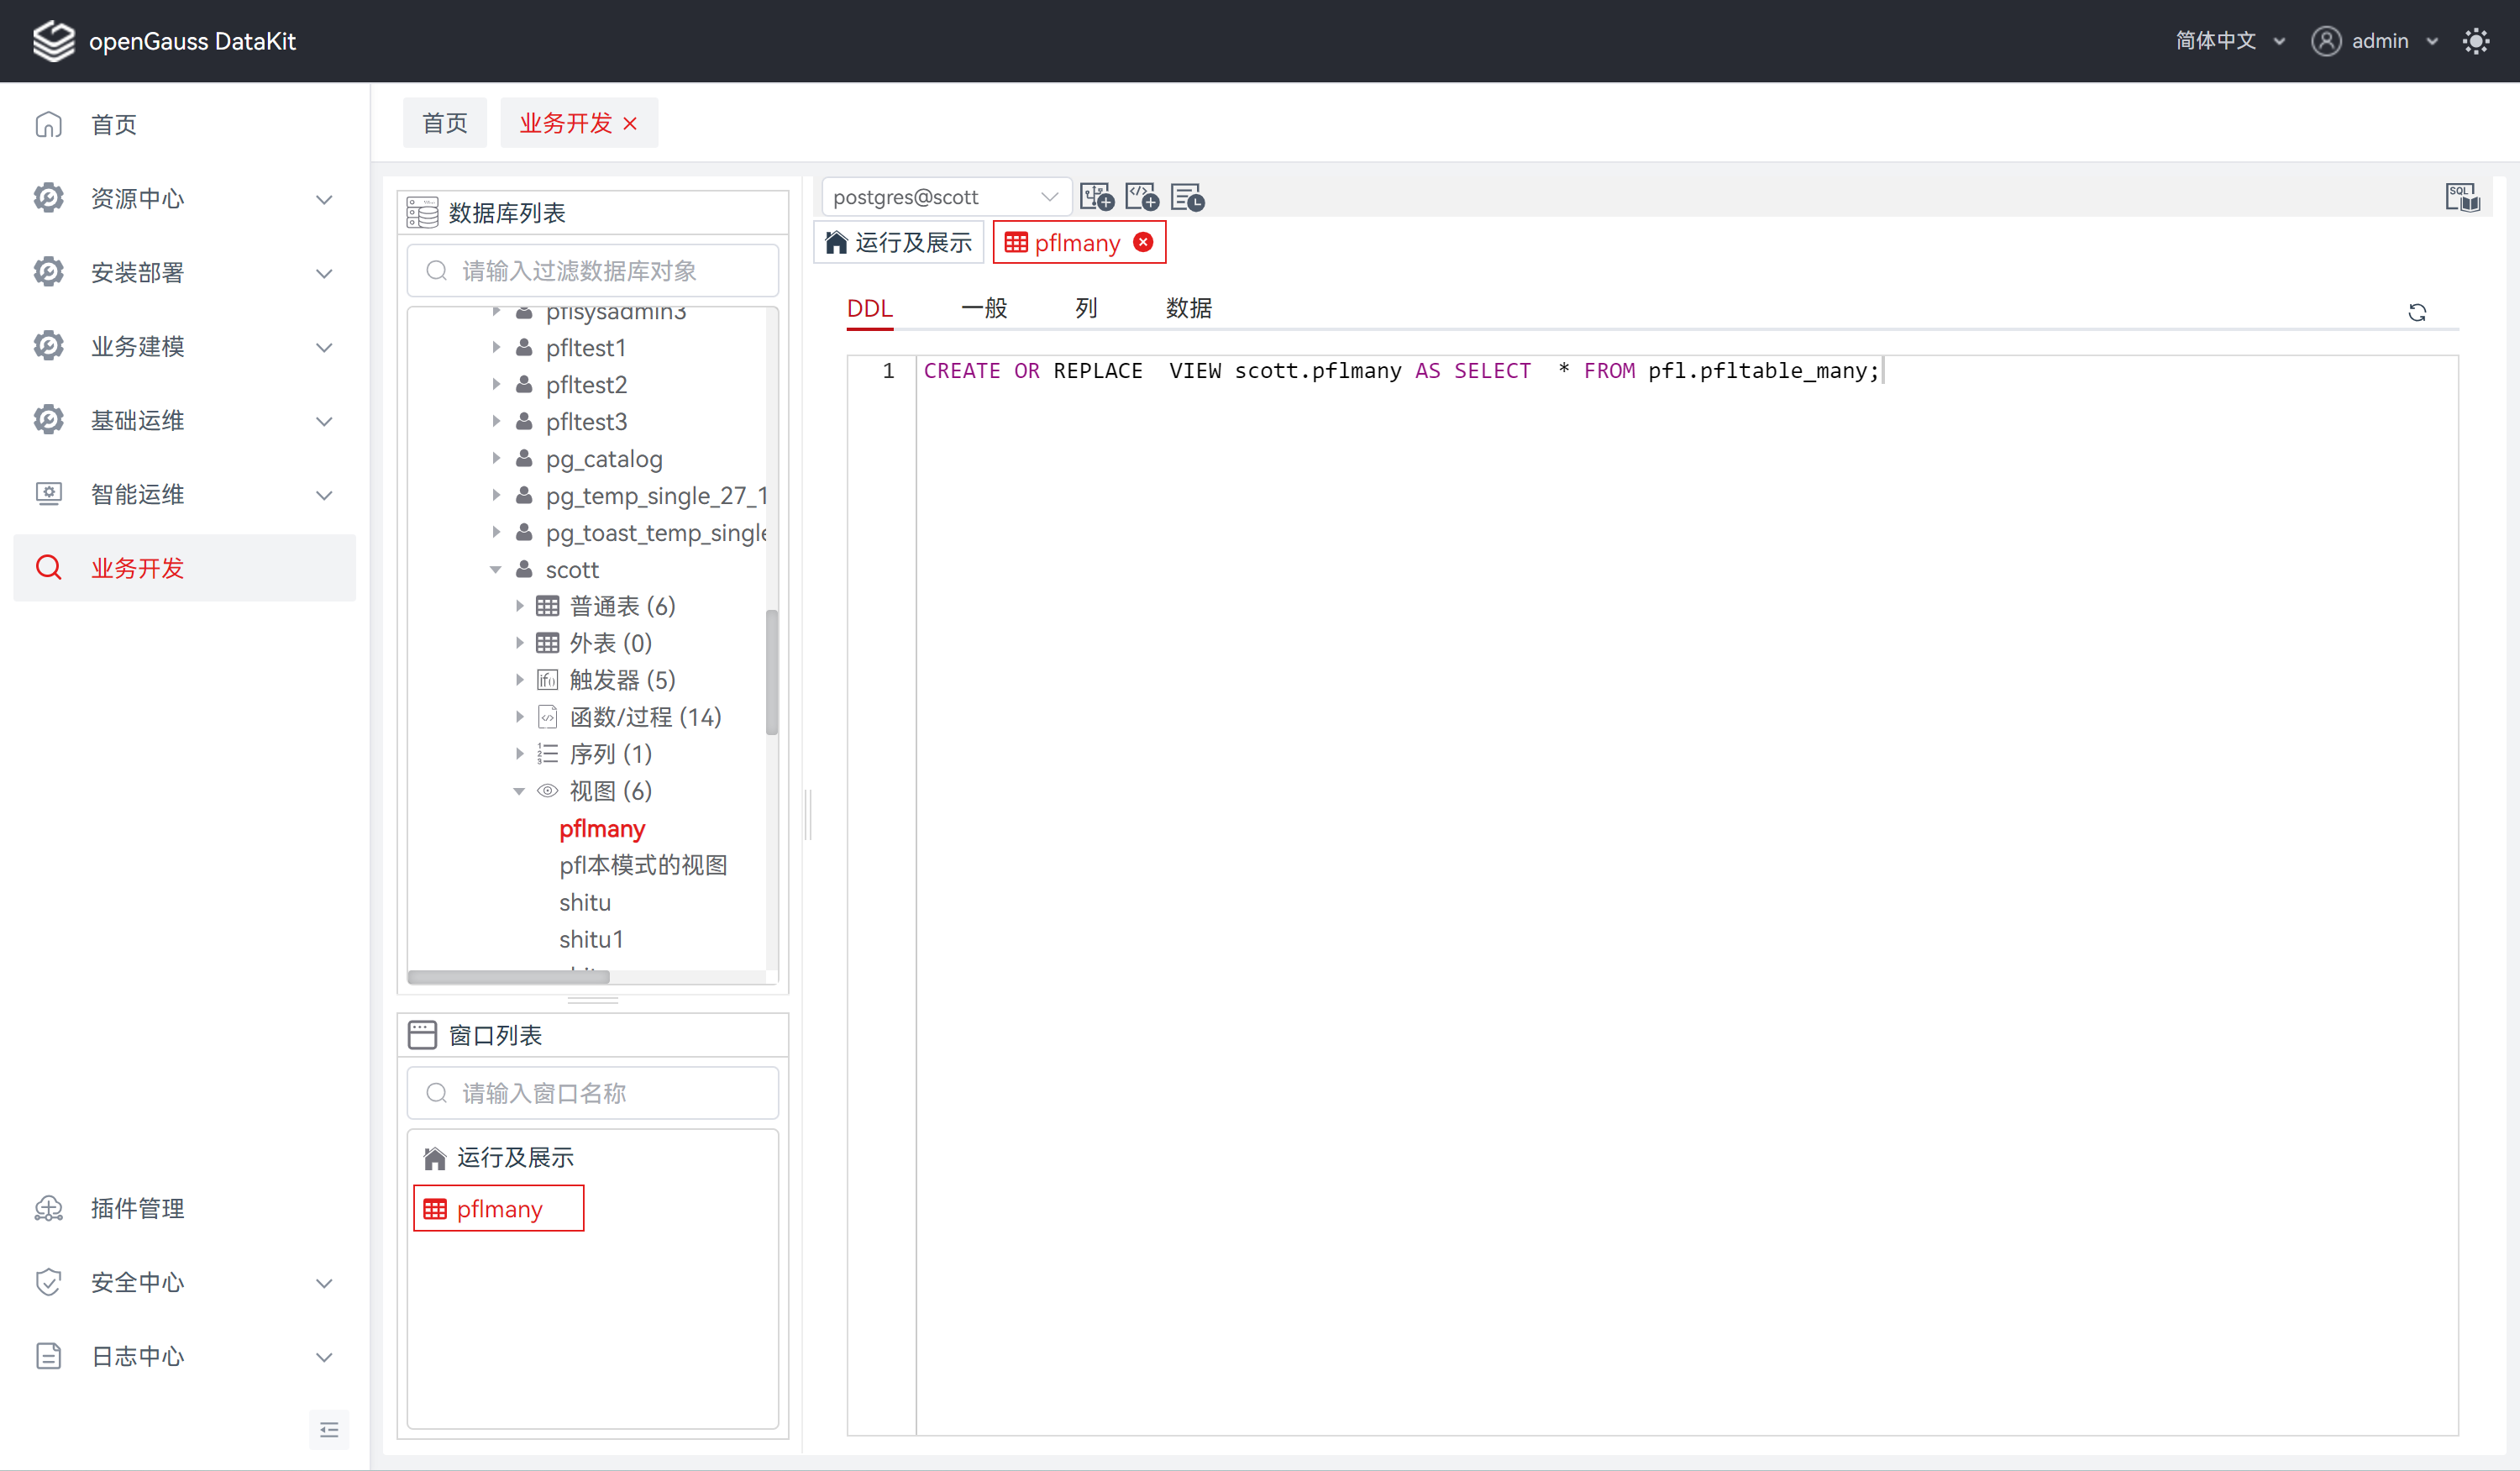 openGauss DataKit
简体中文
admin
首页
资源中心
安装部署
业务建模
基础运维
智能运维
业务开发
插件管理
安全中心
日志中心
首页
业务开发
数据库列表
请输入过滤数据库对象
pflsysadmin3
pfltest1
pfltest2
pfltest3
pg_catalog
pg_temp_single_27_1
pg_toast_temp_single
scott
普通表 (6)
外表 (0)
触发器 (5)
函数/过程 (14)
序列 (1)
视图 (6)
pflmany
pfl本模式的视图
shitu
shitu1
窗口列表
请输入窗口名称
运行及展示
pflmany
postgres@scott
SQL
运行及展示
pflmany
DDL 一般 列 数据
1 CREATE OR REPLACE  VIEW scott.pflmany AS SELECT  * FROM pfl.pfltable_many;